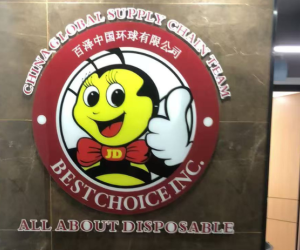 CHINA GLOBAL SUPPLY CHAIN TEAM
百泽中国环球有限公司
JD
BEST CHOICE INC.
ALL ABOUT DISPOSABLE